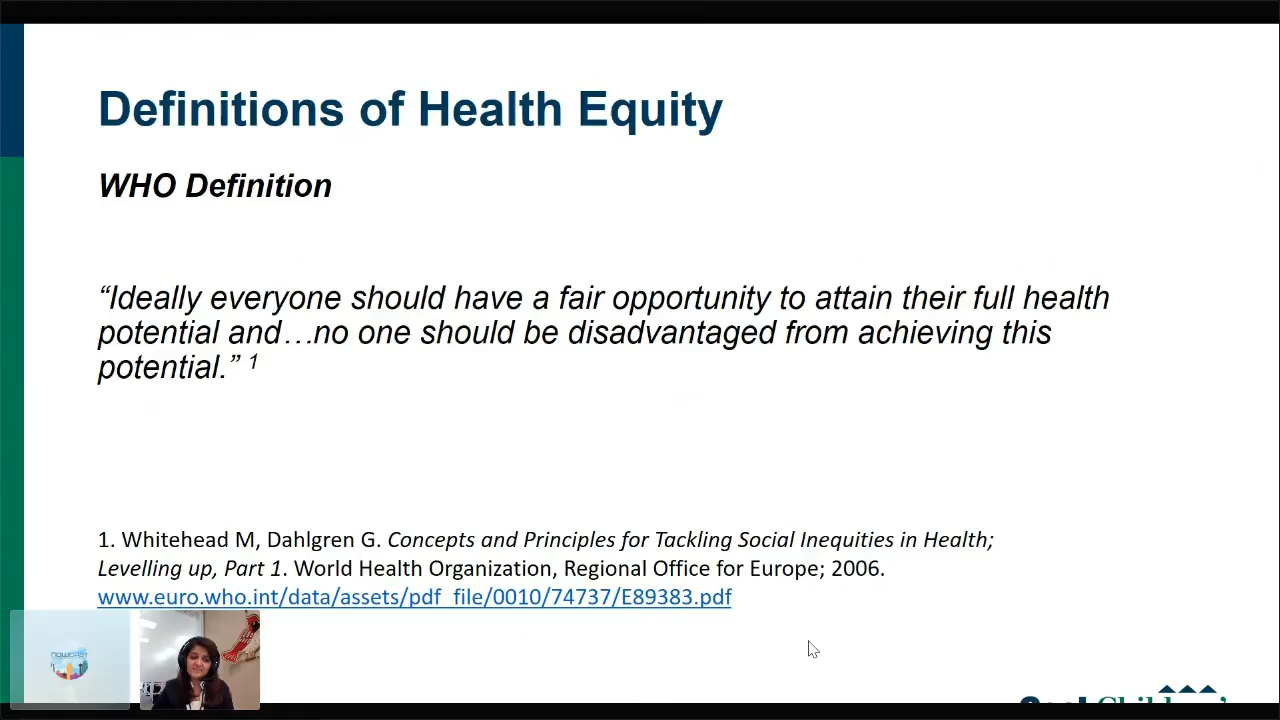 Definitions of Health Equity
WHO Definition
“Ideally everyone should have a fair opportunity to attain their full health
potential and…no one should be disadvantaged from achieving this
potential.” 1
1. Whitehead M, Dahlgren G. Concepts and Principles for Tackling Social Inequities in Health;
Levelling up, Part 1. World Health Organization, Regional Office for Europe; 2006.
www.euro.who.int/data/assets/pdf_file/0010/74737/E89383.pdf